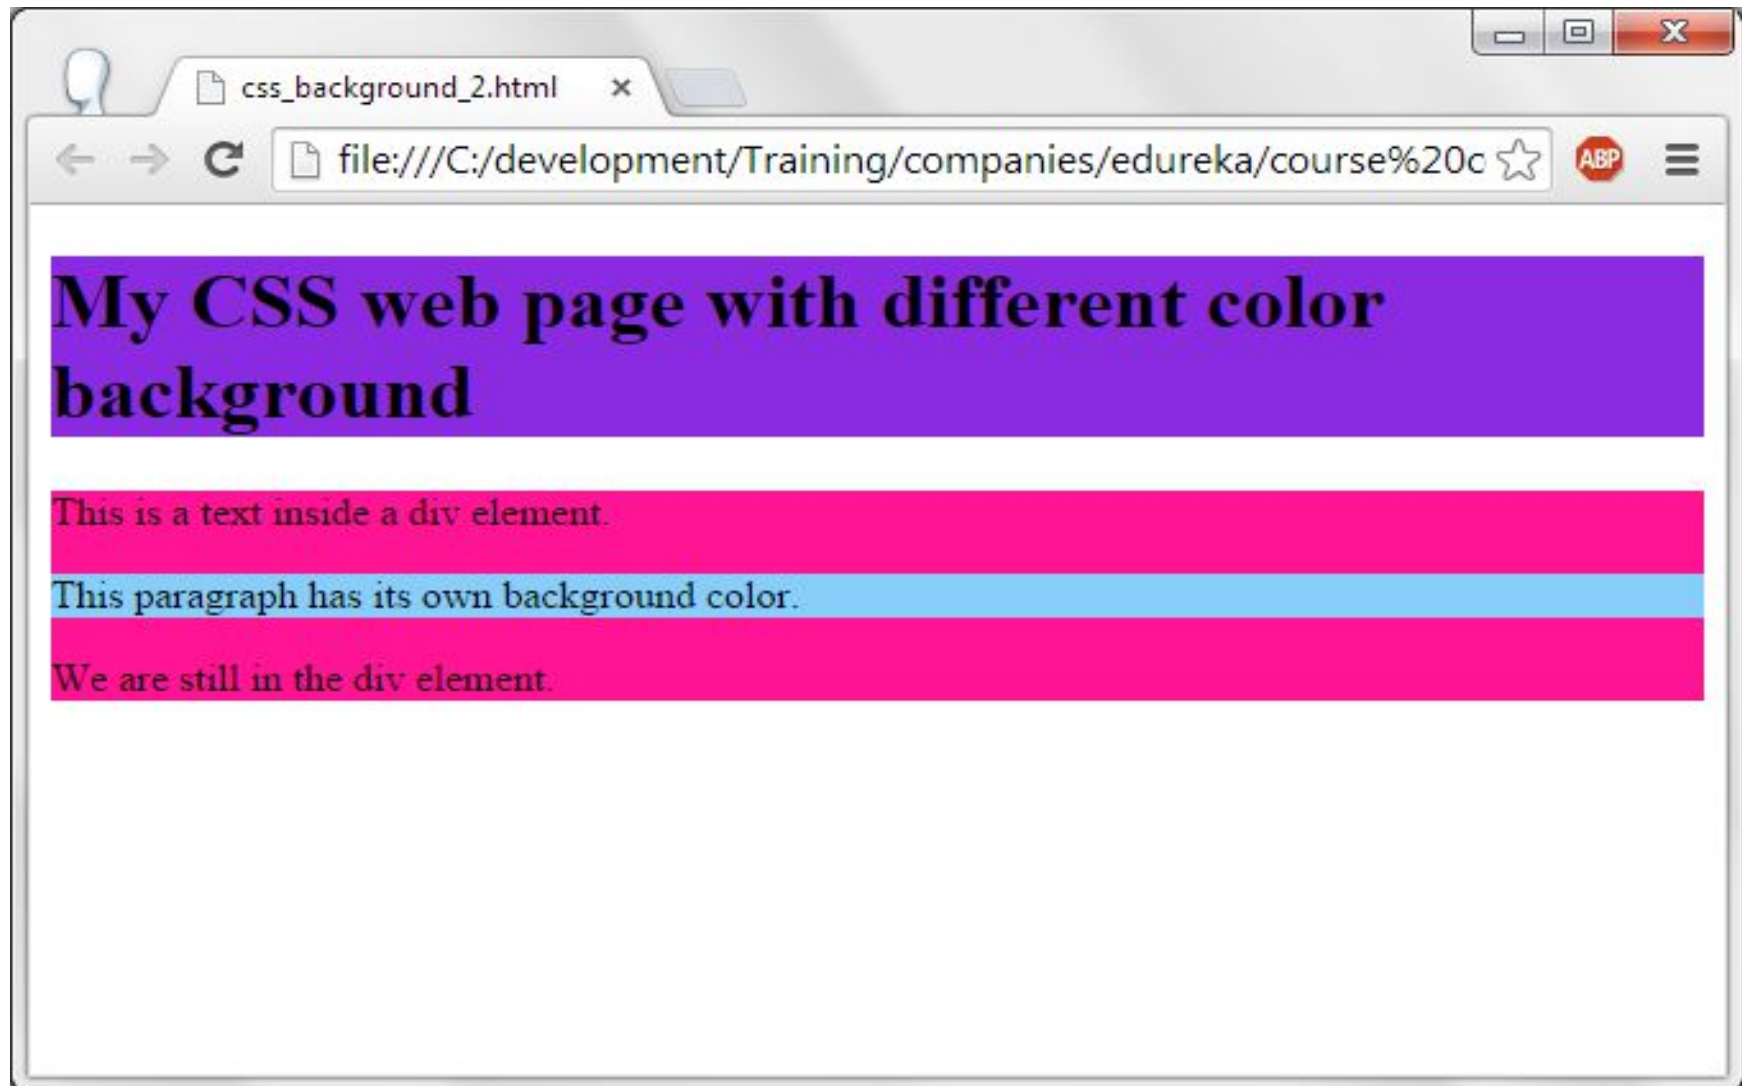 css_background_2.html
file:///C:/development/Training/companies/edureka/course%20c
ABP
My CSS web page with different color
background
This is a text inside a div element.
This paragraph has its own background color.
We are still in the div element.